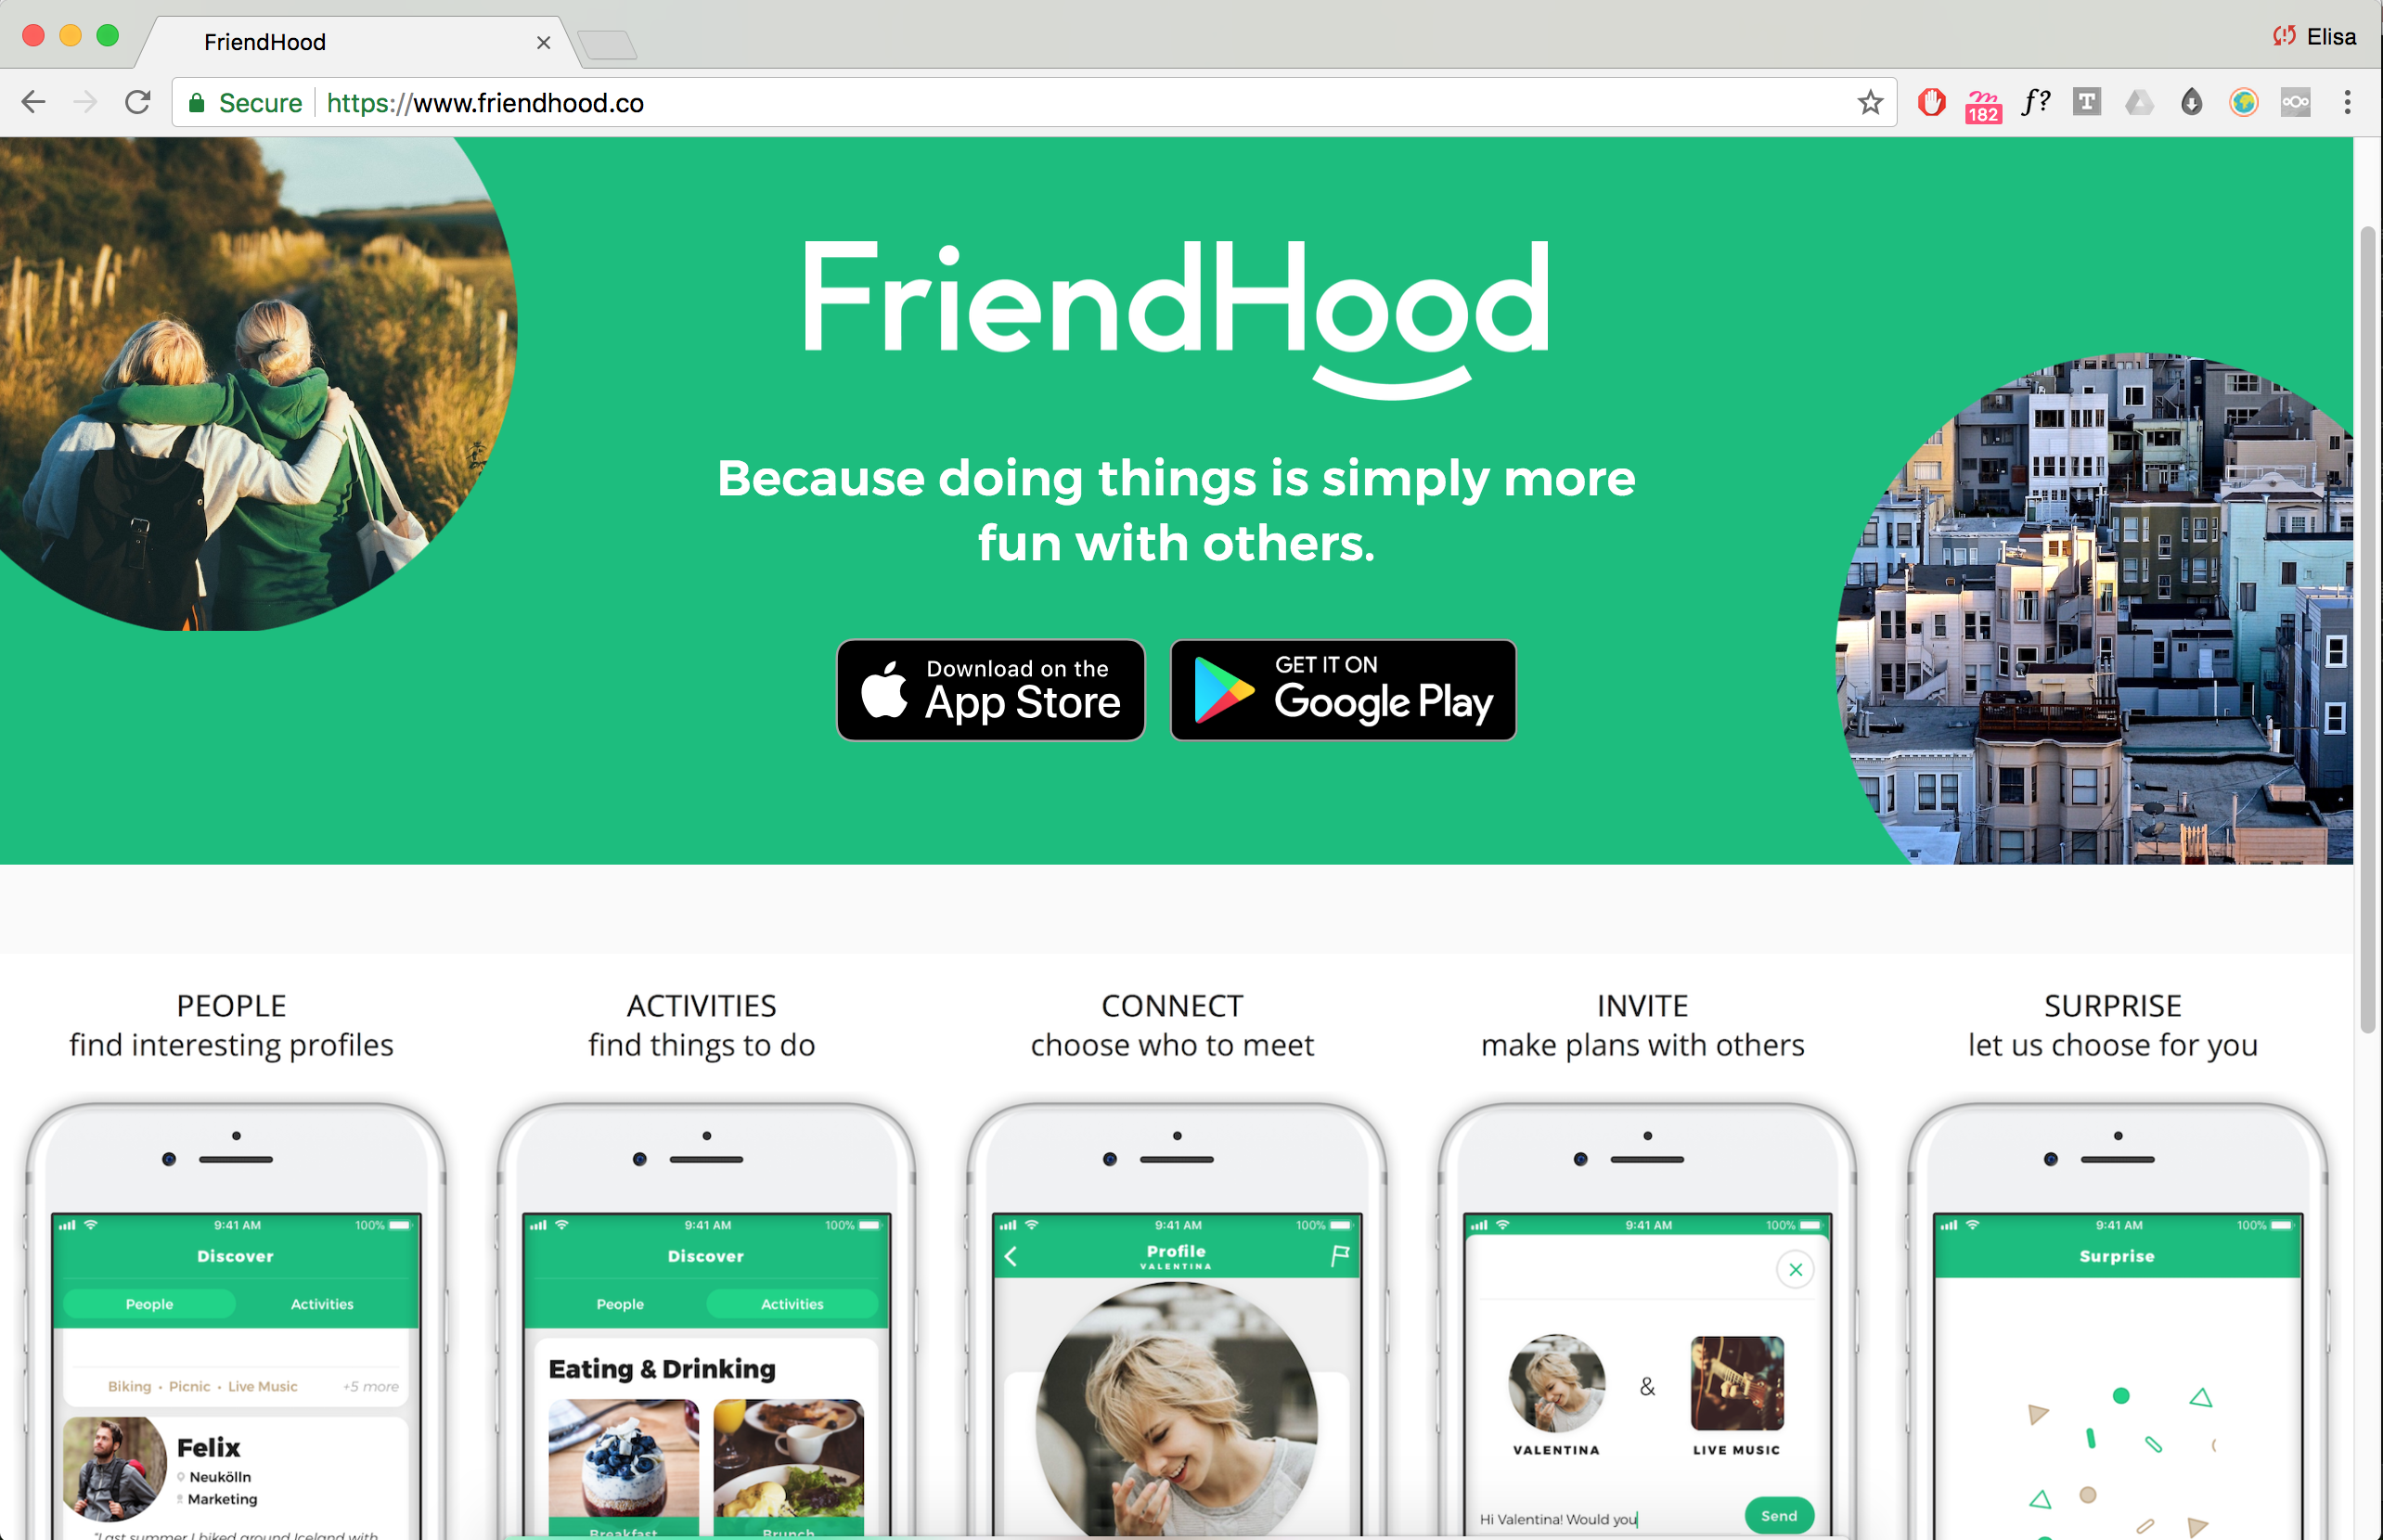 FriendHood
Elisa
Secure
https://www.friendhood.co
182
f?
T
FriendHood
Because doing things is simply more
fun with others.
Download on the
App Store
GET IT ON
Google Play
PEOPLE
find interesting profiles
ACTIVITIES
find things to do
CONNECT
choose who to meet
INVITE
make plans with others
SURPRISE
let us choose for you
9:41 AM
100%
Discover
People
Activities
Biking • Picnic • Live Music
+5 more
Felix
Neukölln
Marketing
"Last summer I biked around Iceland with
9:41 AM
100%
Discover
People
Activities
Eating & Drinking
Breakfast
Brunch
9:41 AM
100%
Profile
VALENTINA
9:41 AM
100%
&
VALENTINA
LIVE MUSIC
Hi Valentina! Would you
Send
9:41 AM
100%
Surprise